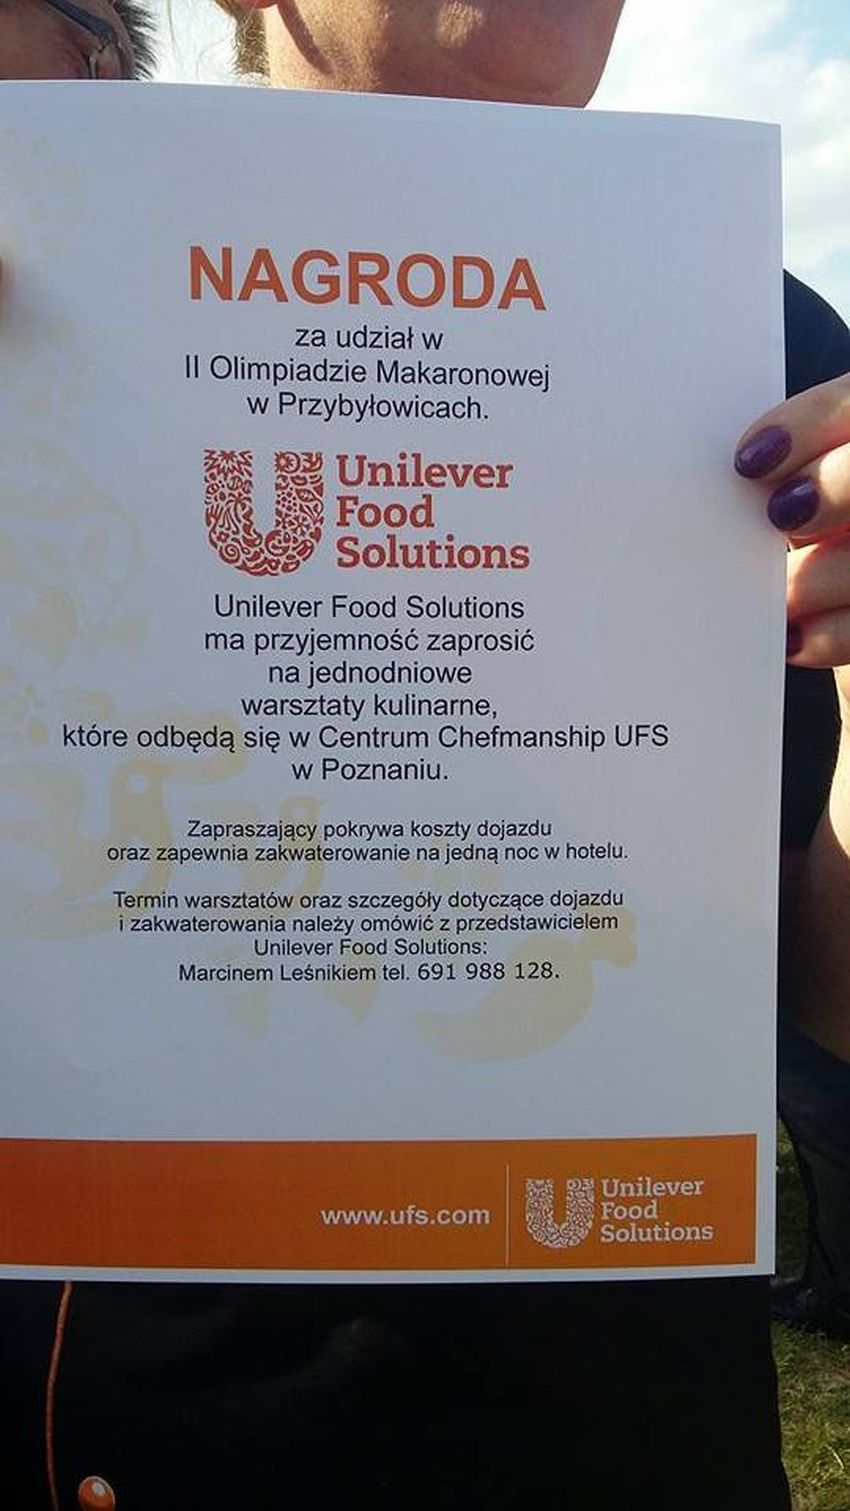 NAGRODA
za udział w
II Olimpiadzie Makaronowej
w Przybyłowicach.
Unilever
Food
Solutions
Unilever Food Solutions
ma przyjemność zaprosić
na jednodniowe
warsztaty kulinarne,
które odbędą się w Centrum Chefmanship UFS
w Poznaniu.
Zapraszający pokrywa koszty dojazdu
oraz zapewnia zakwaterowanie na jedną noc w hotelu.
Termin warsztatów oraz szczegóły dotyczące dojazdu
i zakwaterowania należy omówić z przedstawicielem
Unilever Food Solutions:
Marcinem Leśnikiem tel. 691 988 128.
www.ufs.com
Unilever
Food
Solutions